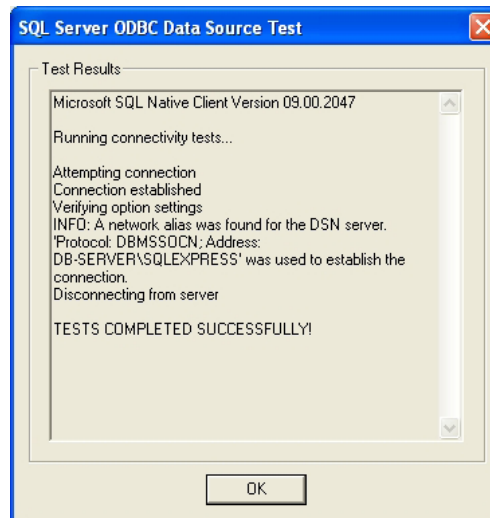 SQL Server ODBC Data Source Test
Test Results
Microsoft SQL Native Client Version 09.00.2047
Running connectivity tests...
Attempting connection
Connection established
Verifying option settings
INFO: A network alias was found for the DSN server.
'Protocol: DBMSSOCN; Address:
DB-SERVER\SQLEXPRESS' was used to establish the
connection.
Disconnecting from server
TESTS COMPLETED SUCCESSFULLY!
OK